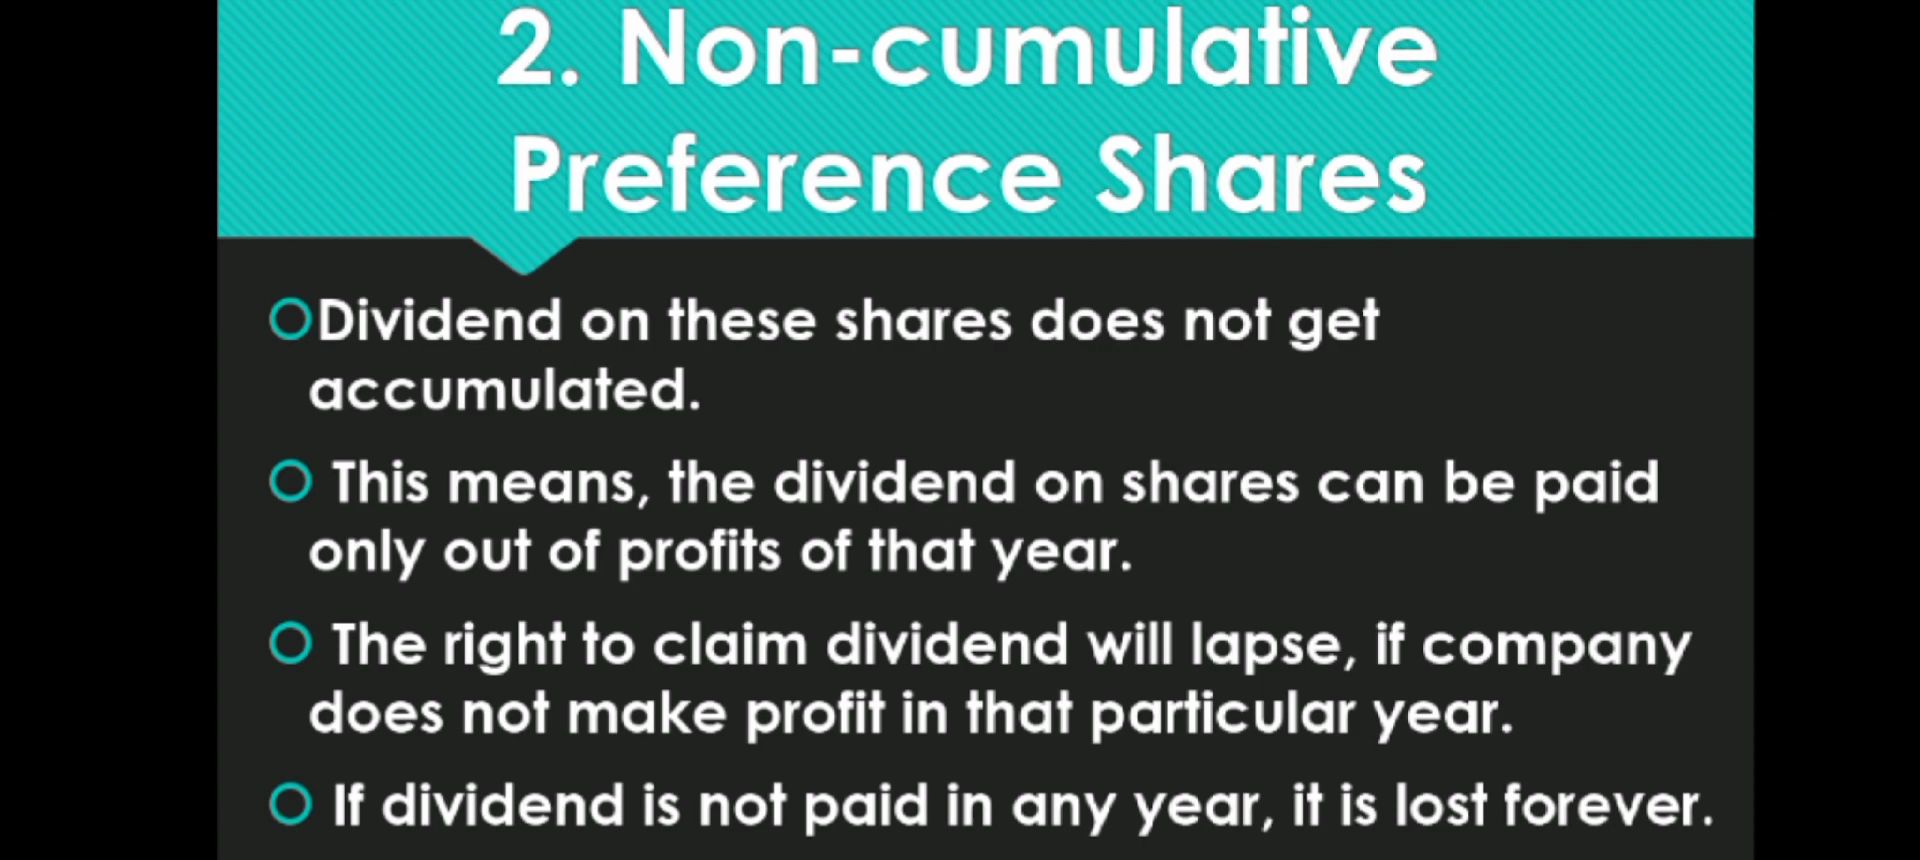 2. Non-cumulative
Preference Shares
Dividend on these shares does not get
accumulated.
This means, the dividend on shares can be paid
only out of profits of that year.
The right to claim dividend will lapse, if company
does not make profit in that particular year.
If dividend is not paid in any year, it is lost forever.